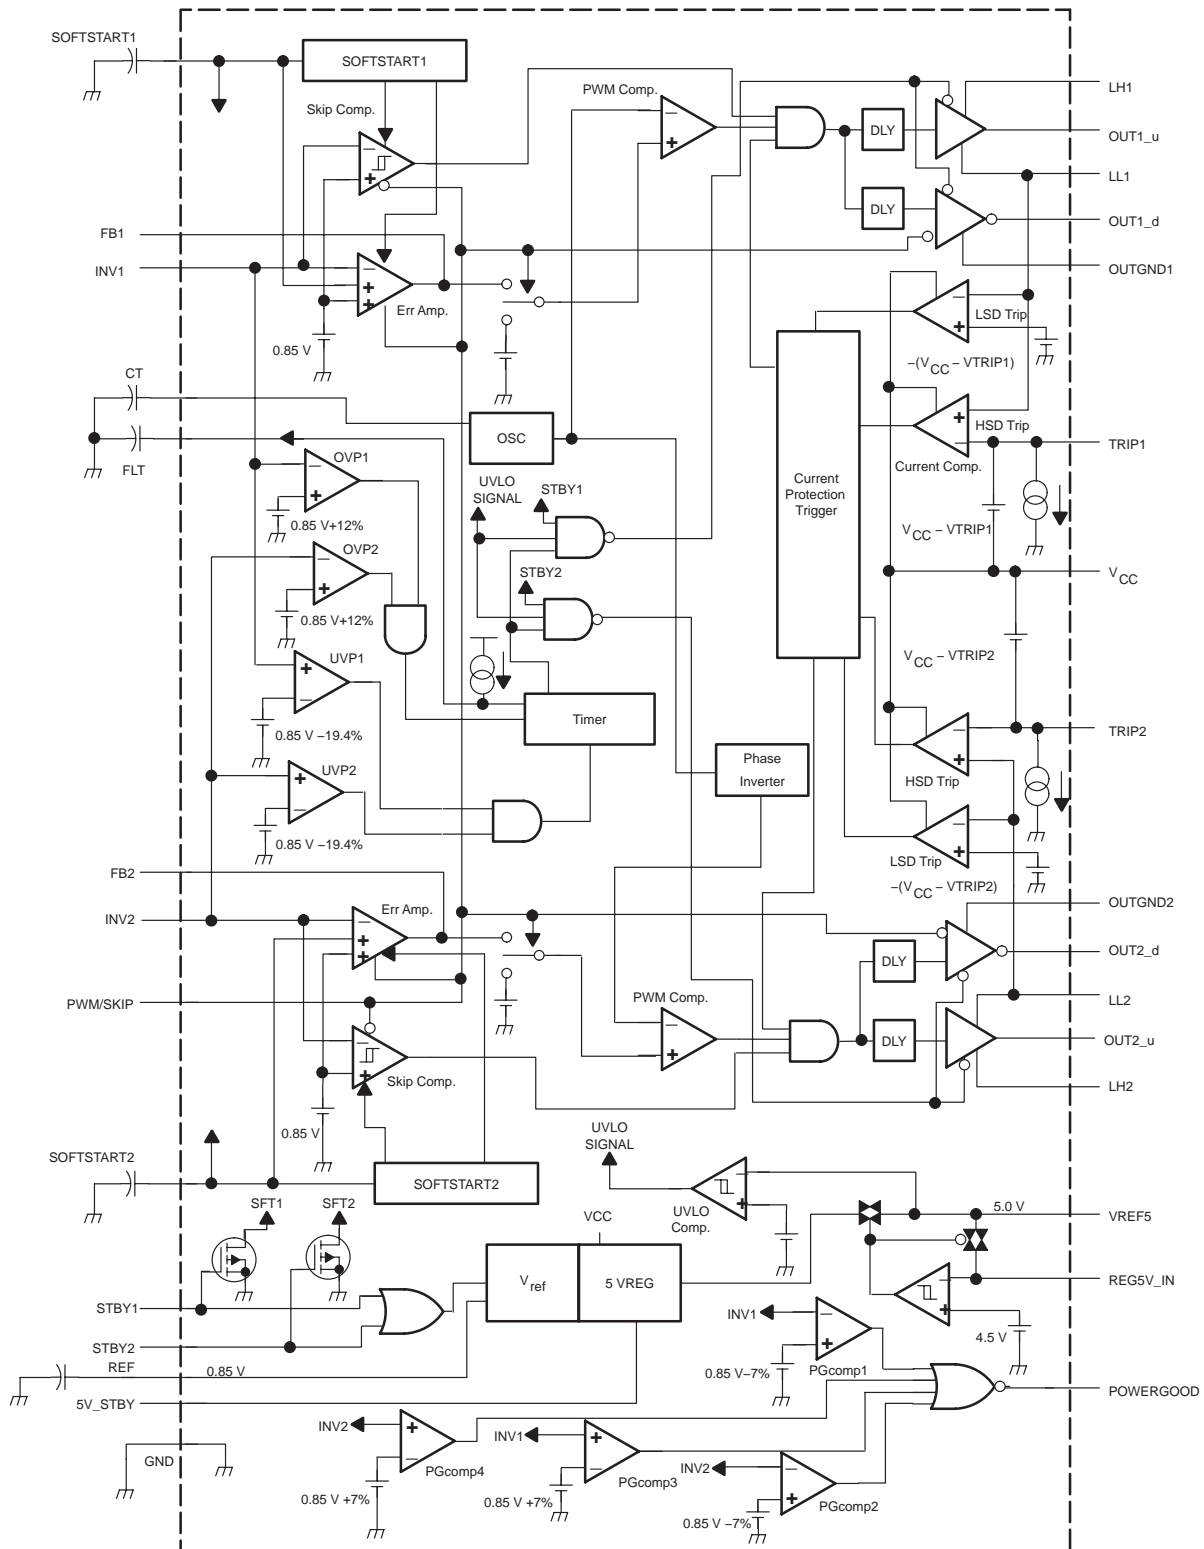 SOFTSTART1
SOFTSTART1
Skip Comp.
PWM Comp.
DLY
LH1
OUT1_u
LL1
DLY
OUT1_d
FB1
INV1
OUTGND1
Err Amp.
0.85 V
LSD Trip
–(VCC – VTRIP1)
CT
HSD Trip
OSC
FLT
TRIP1
Current Comp.
OVP1
0.85 V+12%
UVLO
SIGNAL
STBY1
Current
Protection
Trigger
VCC – VTRIP1
OVP2
0.85 V+12%
STBY2
VCC
UVP1
0.85 V –19.4%
VCC – VTRIP2
Timer
TRIP2
UVP2
0.85 V –19.4%
Phase
Inverter
HSD Trip
LSD Trip
–(VCC – VTRIP2)
FB2
INV2
Err Amp.
OUTGND2
DLY
OUT2_d
PWM/SKIP
PWM Comp.
LL2
DLY
OUT2_u
Skip Comp.
LH2
0.85 V
UVLO
SIGNAL
SOFTSTART2
SOFTSTART2
SFT1
SFT2
UVLO
Comp.
VCC
5.0 V
VREF5
Vref
5 VREG
REG5V_IN
STBY1
INV1
4.5 V
STBY2
REF
0.85 V
0.85 V–7%
PGcomp1
POWERGOOD
5V_STBY
INV2
INV1
GND
PGcomp4
INV2
PGcomp3
0.85 V +7%
0.85 V +7%
PGcomp2
0.85 V –7%